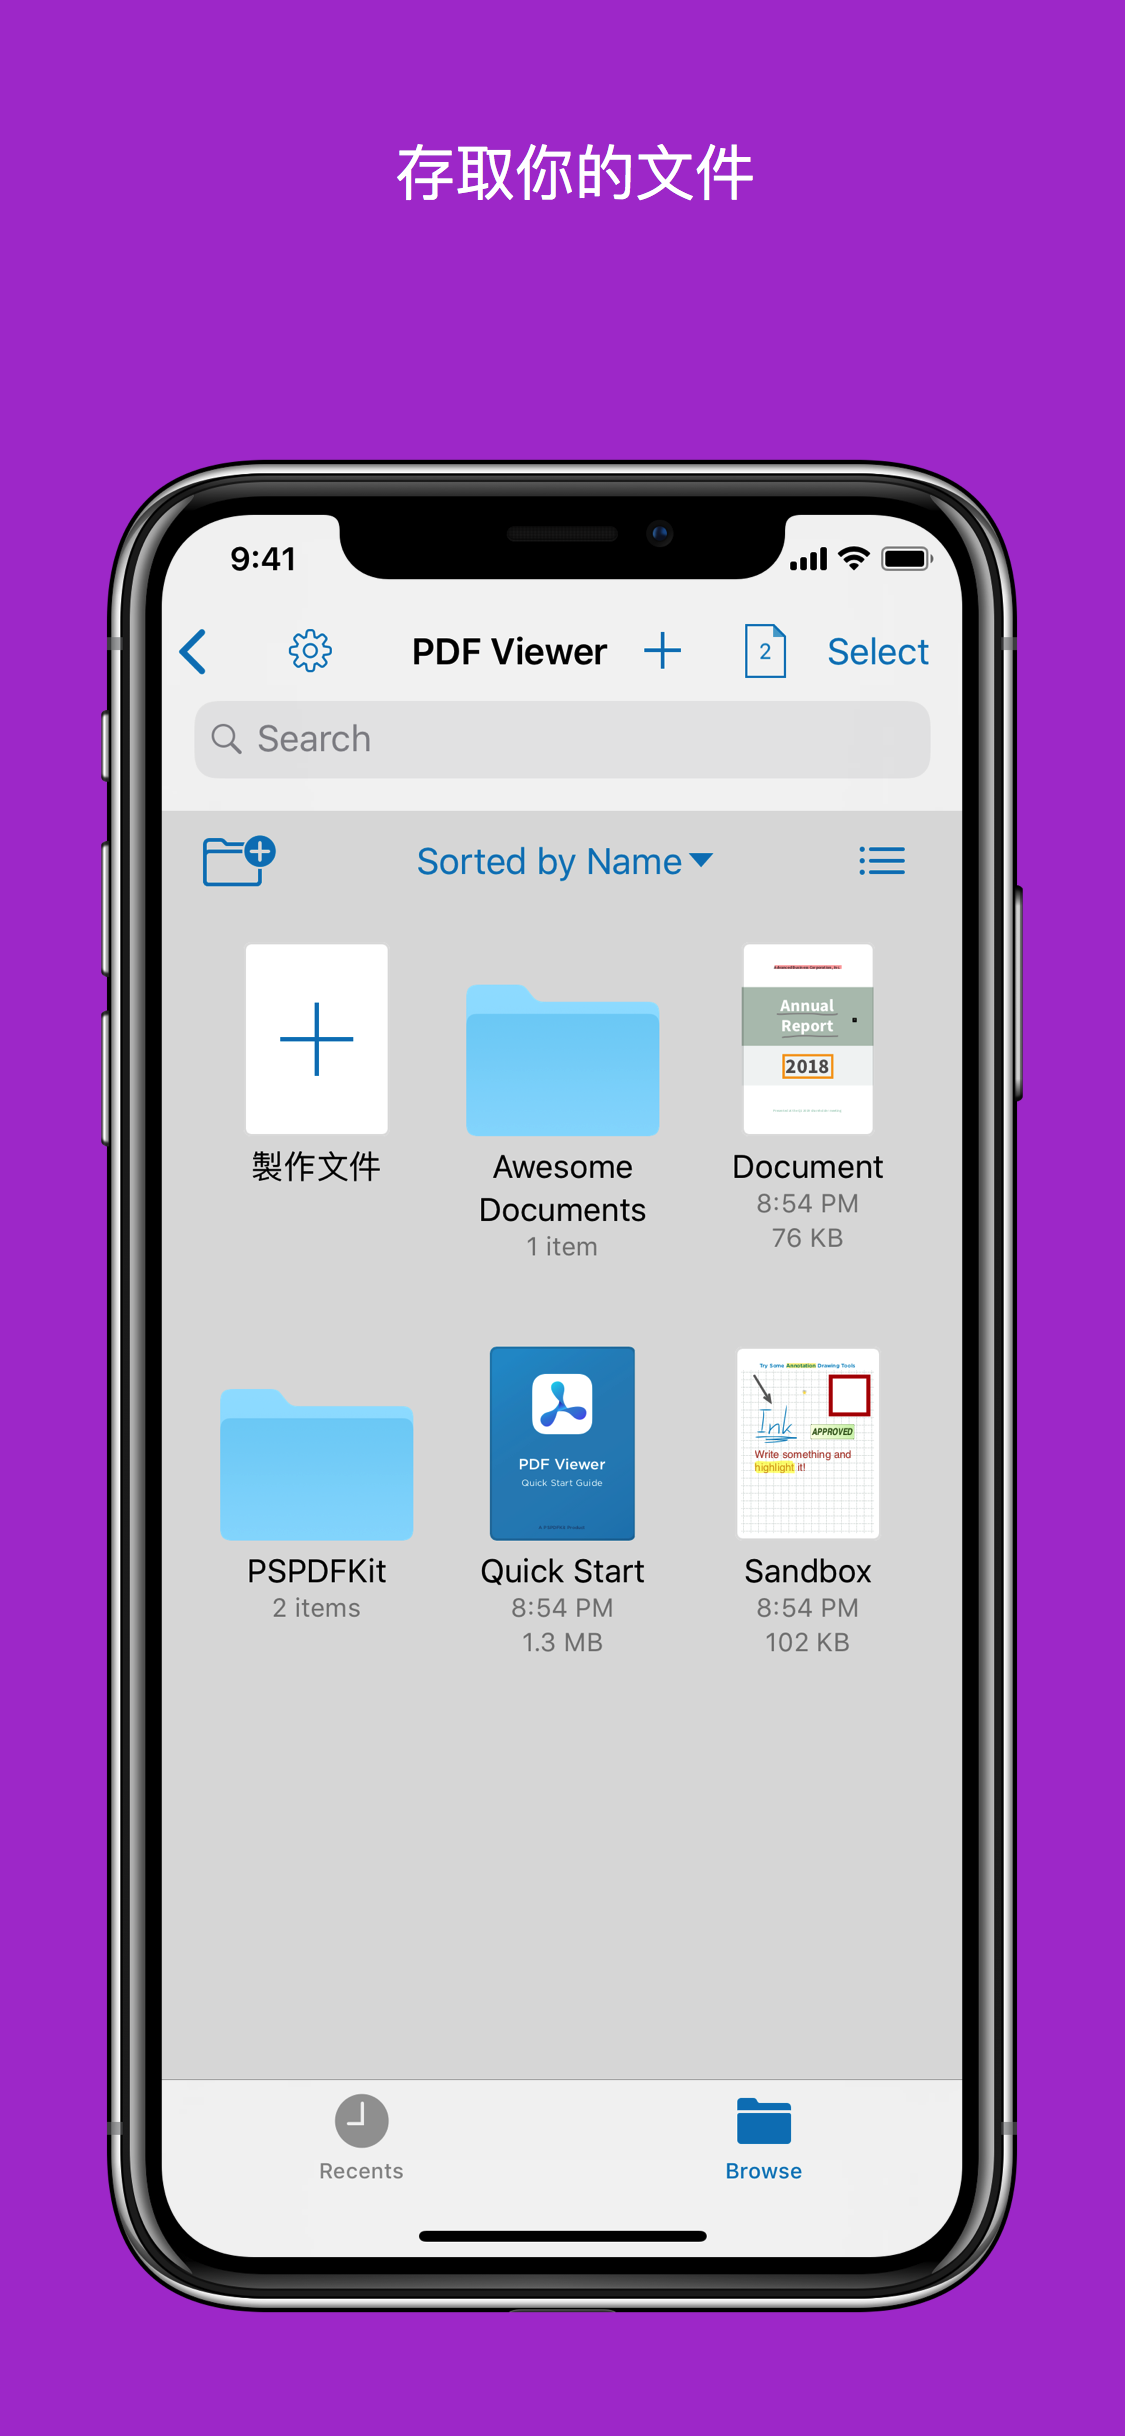 存取你的文件
9:41
PDF Viewer
2
Select
Search
Sorted by Name
Annual
Report
2018
製作文件
Awesome
Documents
1 item
Document
8:54 PM
76 KB
PDF Viewer
Quick Start Guide
Try Some Annotation Drawing Tools
Ink
APPROVED
Write something and
highlight it!
PSPDFKit
2 items
Quick Start
8:54 PM
1.3 MB
Sandbox
8:54 PM
102 KB
Recents
Browse